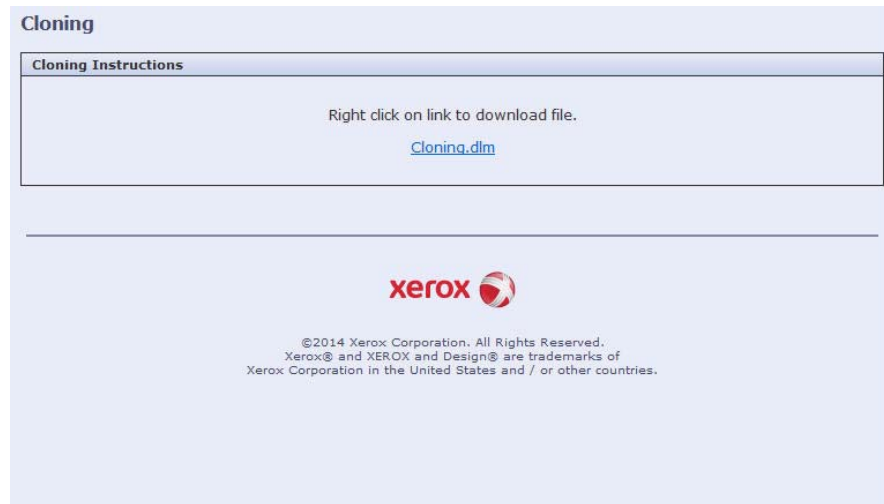 Cloning
Cloning Instructions
Right click on link to download file.
Cloning.dlm
xerox
©2014 Xerox Corporation. All Rights Reserved.
Xerox® and XEROX and Design® are trademarks of
Xerox Corporation in the United States and / or other countries.